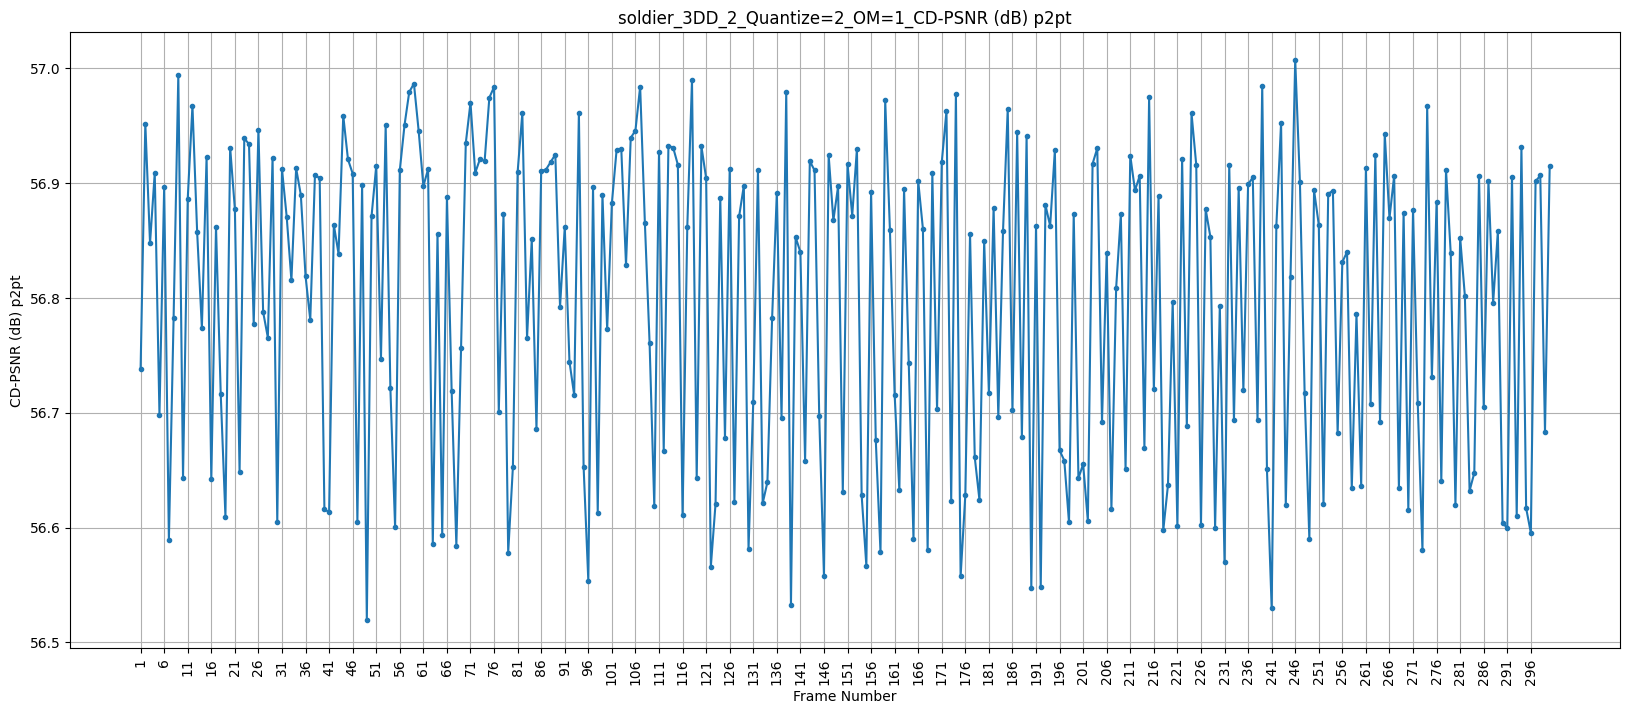 soldier_3DD_2_Quantize=2_OM=1_CD-PSNR (dB) p2pt
CD-PSNR (dB) p2pt
57.0
56.9
56.8
56.7
56.6
56.5
1 6 11 16 21 26 31 36 41 46 51 56 61 66 71 76 81 86 91 96 101 106 111 116 121 126 131 136 141 146 151 156 161 166 171 176 181 186 191 196 201 206 211 216 221 226 231 236 241 246 251 256 261 266 271 276 281 286 291 296
Frame Number